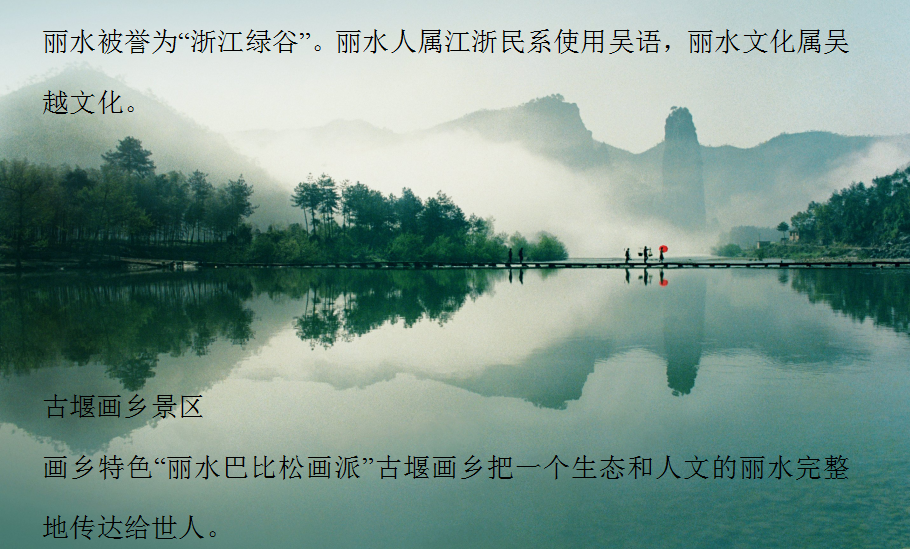 丽水被誉为“浙江绿谷”。丽水人属江浙民系使用吴语，丽水文化属吴
越文化。
古堰画乡景区
画乡特色“丽水巴比松画派”古堰画乡把一个生态和人文的丽水完整
地传达给世人。